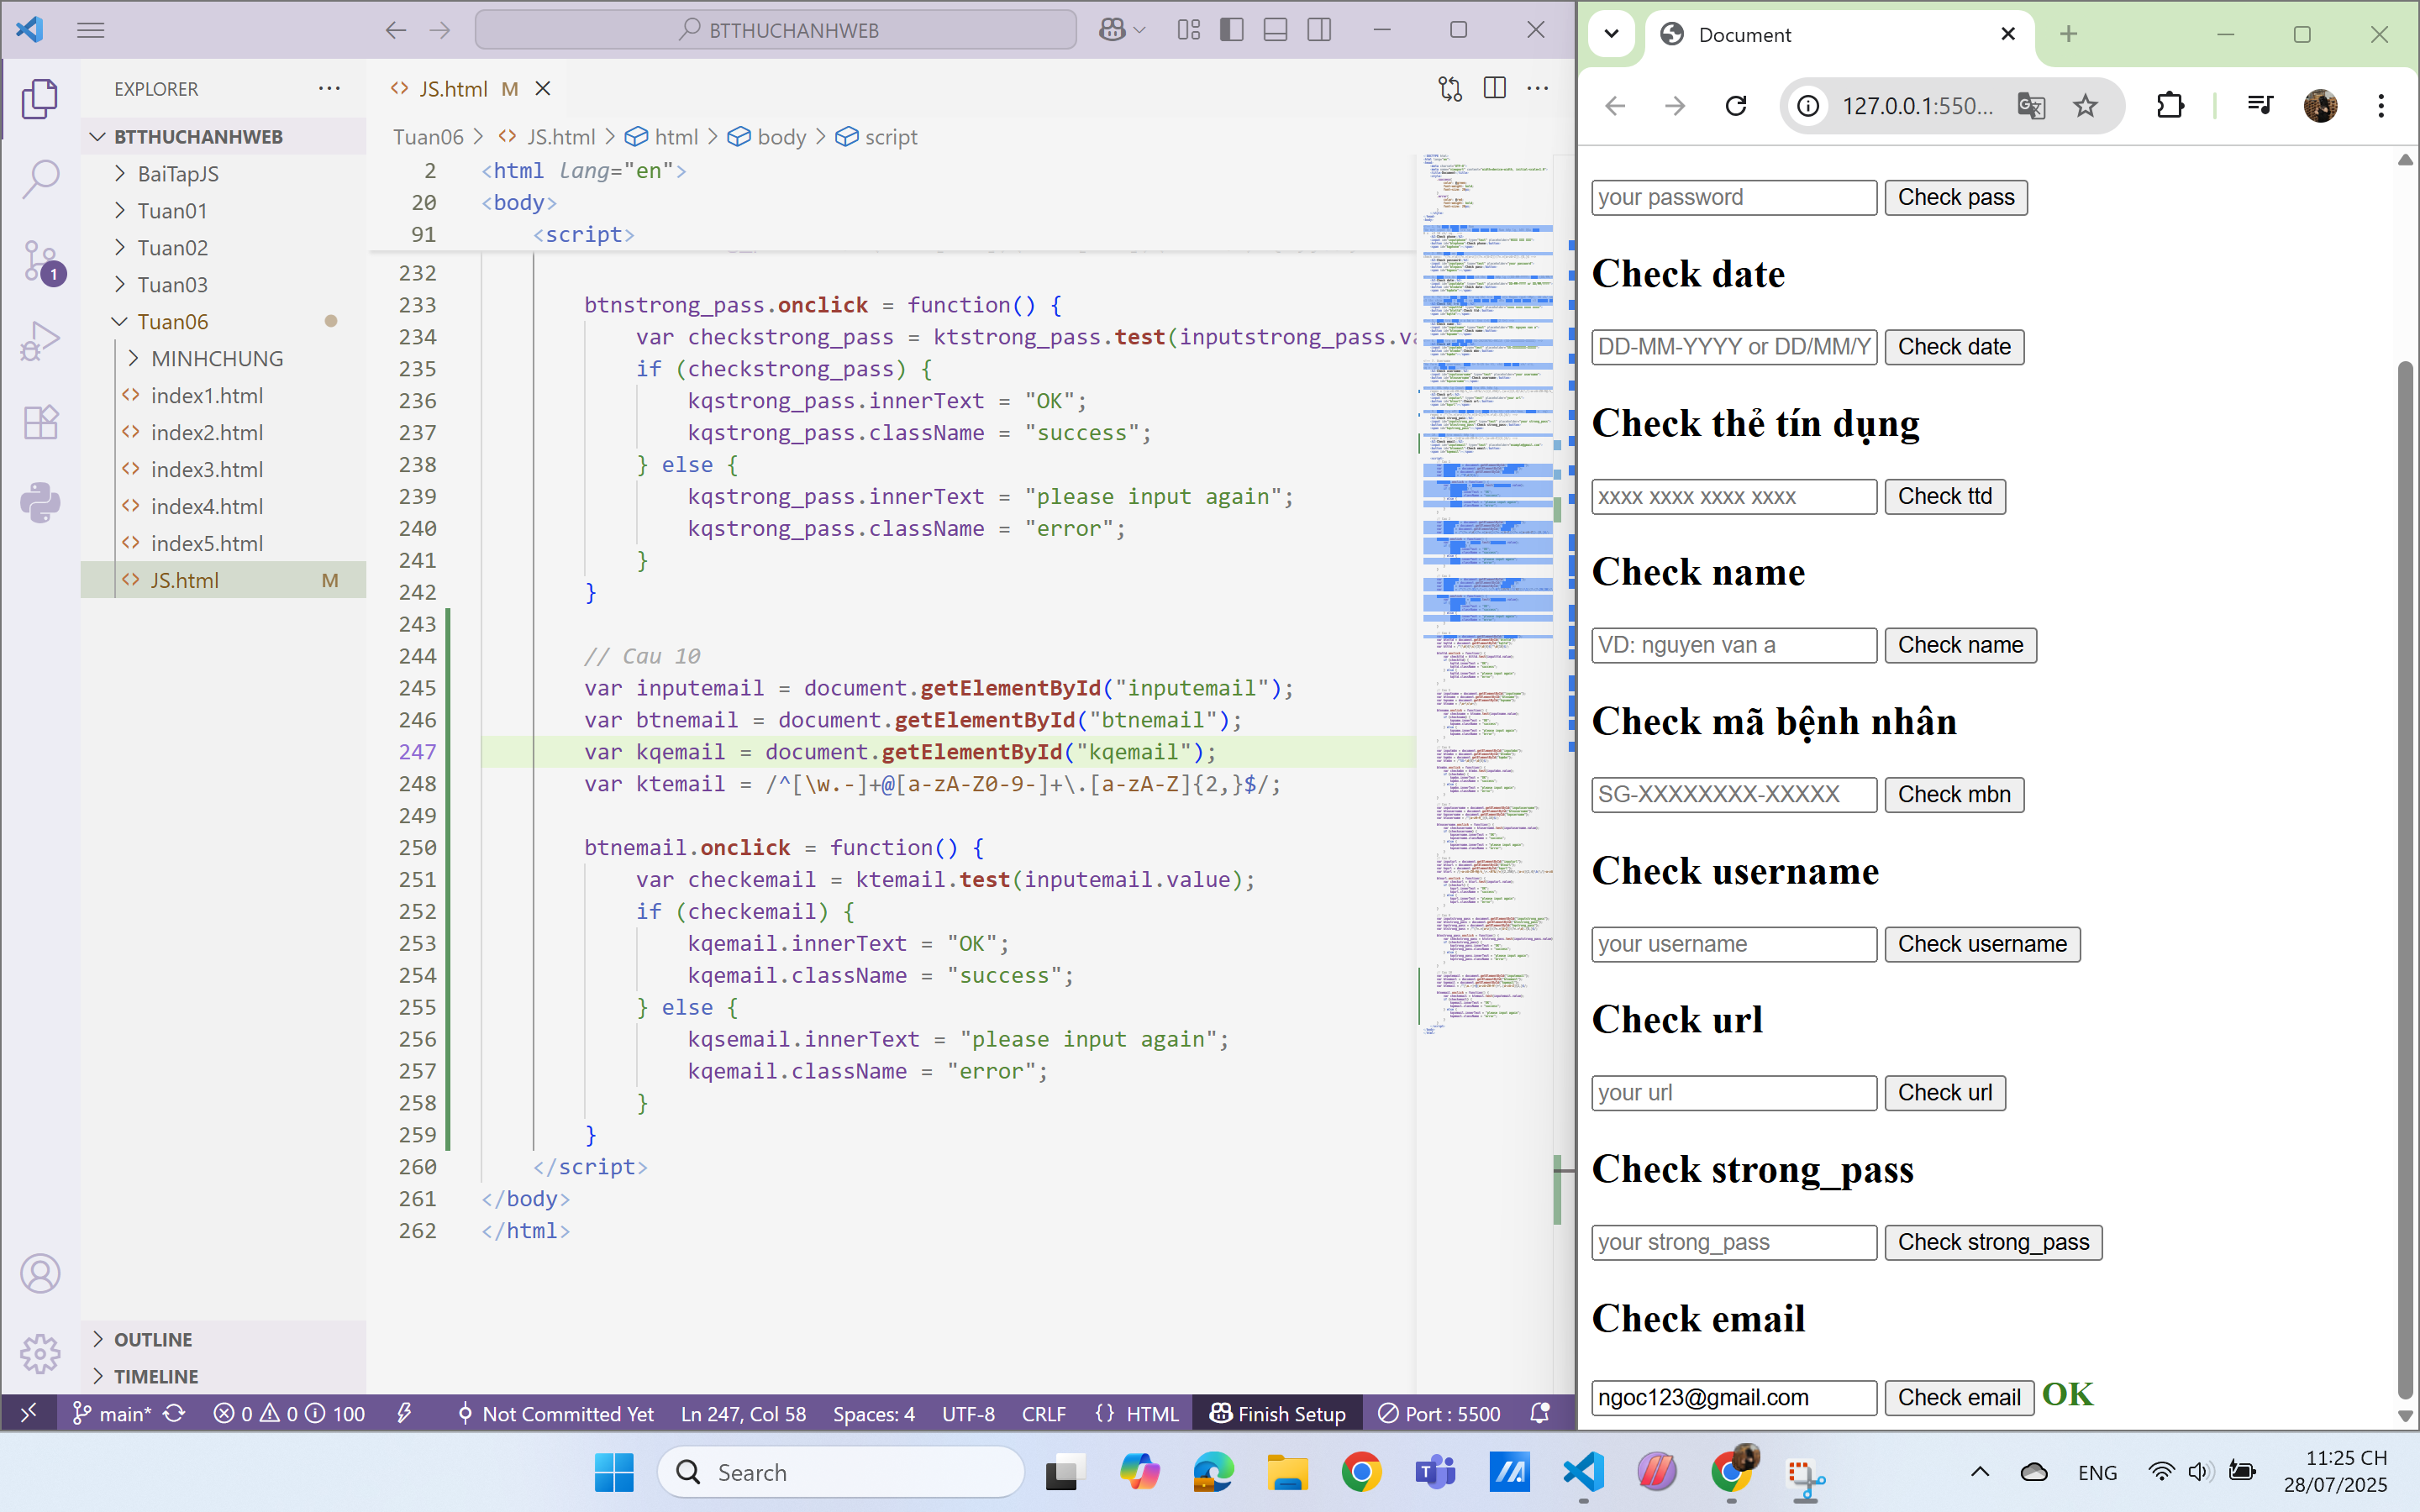 BTTHUCHANHWEB
EXPLORER
BTTHUCHANHWEB
BaiTapJS
Tuan01
Tuan02
Tuan03
Tuan06
MINHCHUNG
index1.html
index2.html
index3.html
index4.html
index5.html
JS.html M
OUTLINE
TIMELINE
1
JS.html M
Tuan06 > JS.html > html > body > script
2 <html lang="en">
20 <body>
91 <script>
232
233 btnstrong_pass.onclick = function() {
234 var checkstrong_pass = ktstrong_pass.test(inputstrong_pass.va
235 if (checkstrong_pass) {
236 kqstrong_pass.innerText = "OK";
237 kqstrong_pass.className = "success";
238 } else {
239 kqstrong_pass.innerText = "please input again";
240 kqstrong_pass.className = "error";
241 }
242 }
243
244 // Cau 10
245 var inputemail = document.getElementById("inputemail");
246 var btnemail = document.getElementById("btnemail");
247 var kqemail = document.getElementById("kqemail");
248 var ktemail = /^[\w.-]+@[a-zA-Z0-9-]+\.[a-zA-Z]{2,}$/;
249
250 btnemail.onclick = function() {
251 var checkemail = ktemail.test(inputemail.value);
252 if (checkemail) {
253 kqemail.innerText = "OK";
254 kqemail.className = "success";
255 } else {
256 kqsemail.innerText = "please input again";
257 kqemail.className = "error";
258 }
259 }
260 </script>
261 </body>
262 </html>
main* 0 0 100 Not Committed Yet Ln 247, Col 58 Spaces: 4 UTF-8 CRLF {} HTML Finish Setup Port : 5500
Document
127.0.0.1:550...
your password Check pass
Check date
DD-MM-YYYY or DD/MM/Y Check date
Check thẻ tín dụng
xxxx xxxx xxxx xxxx Check ttd
Check name
VD: nguyen van a Check name
Check mã bệnh nhân
SG-XXXXXXXX-XXXXX Check mbn
Check username
your username Check username
Check url
your url Check url
Check strong_pass
your strong_pass Check strong_pass
Check email
ngoc123@gmail.com Check email OK
Search
ENG
11:25 CH
28/07/2025